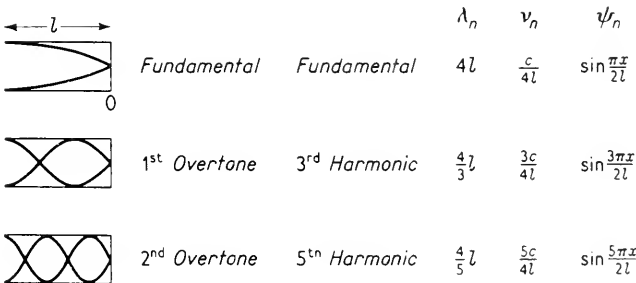 l λₙ νₙ ψₙ
Fundamental Fundamental 4l c/4l sin πx/2l
0
1st Overtone 3rd Harmonic 4/3 l 3c/4l sin 3πx/2l
2nd Overtone 5tn Harmonic 4/5 l 5c/4l sin 5πx/2l